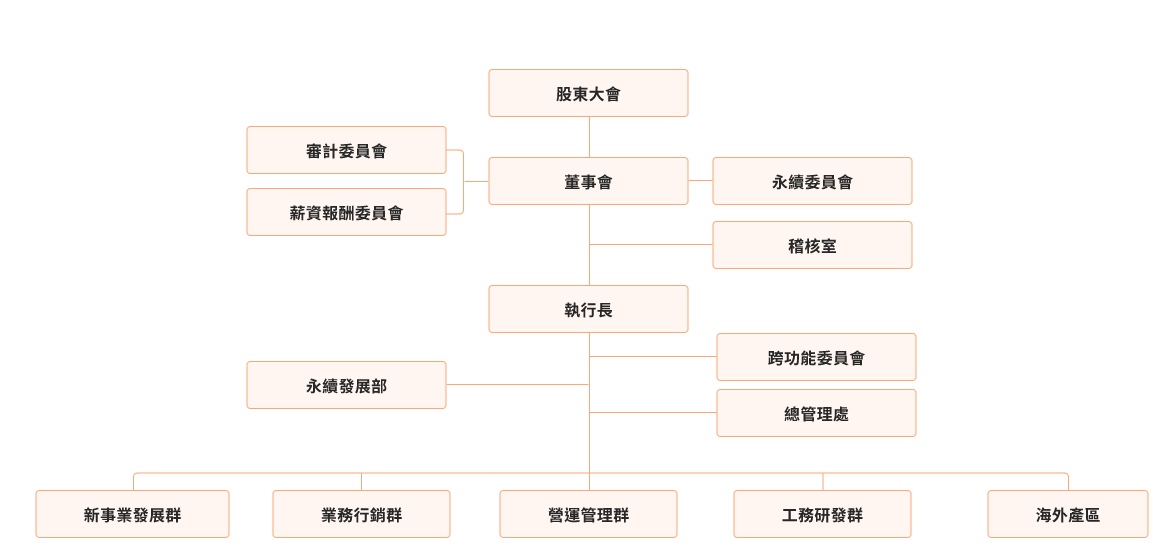 股東大會
審計委員會
董事會
永續委員會
薪資報酬委員會
稽核室
執行長
跨功能委員會
永續發展部
總管理處
新事業發展群
業務行銷群
營運管理群
工務研發群
海外產區